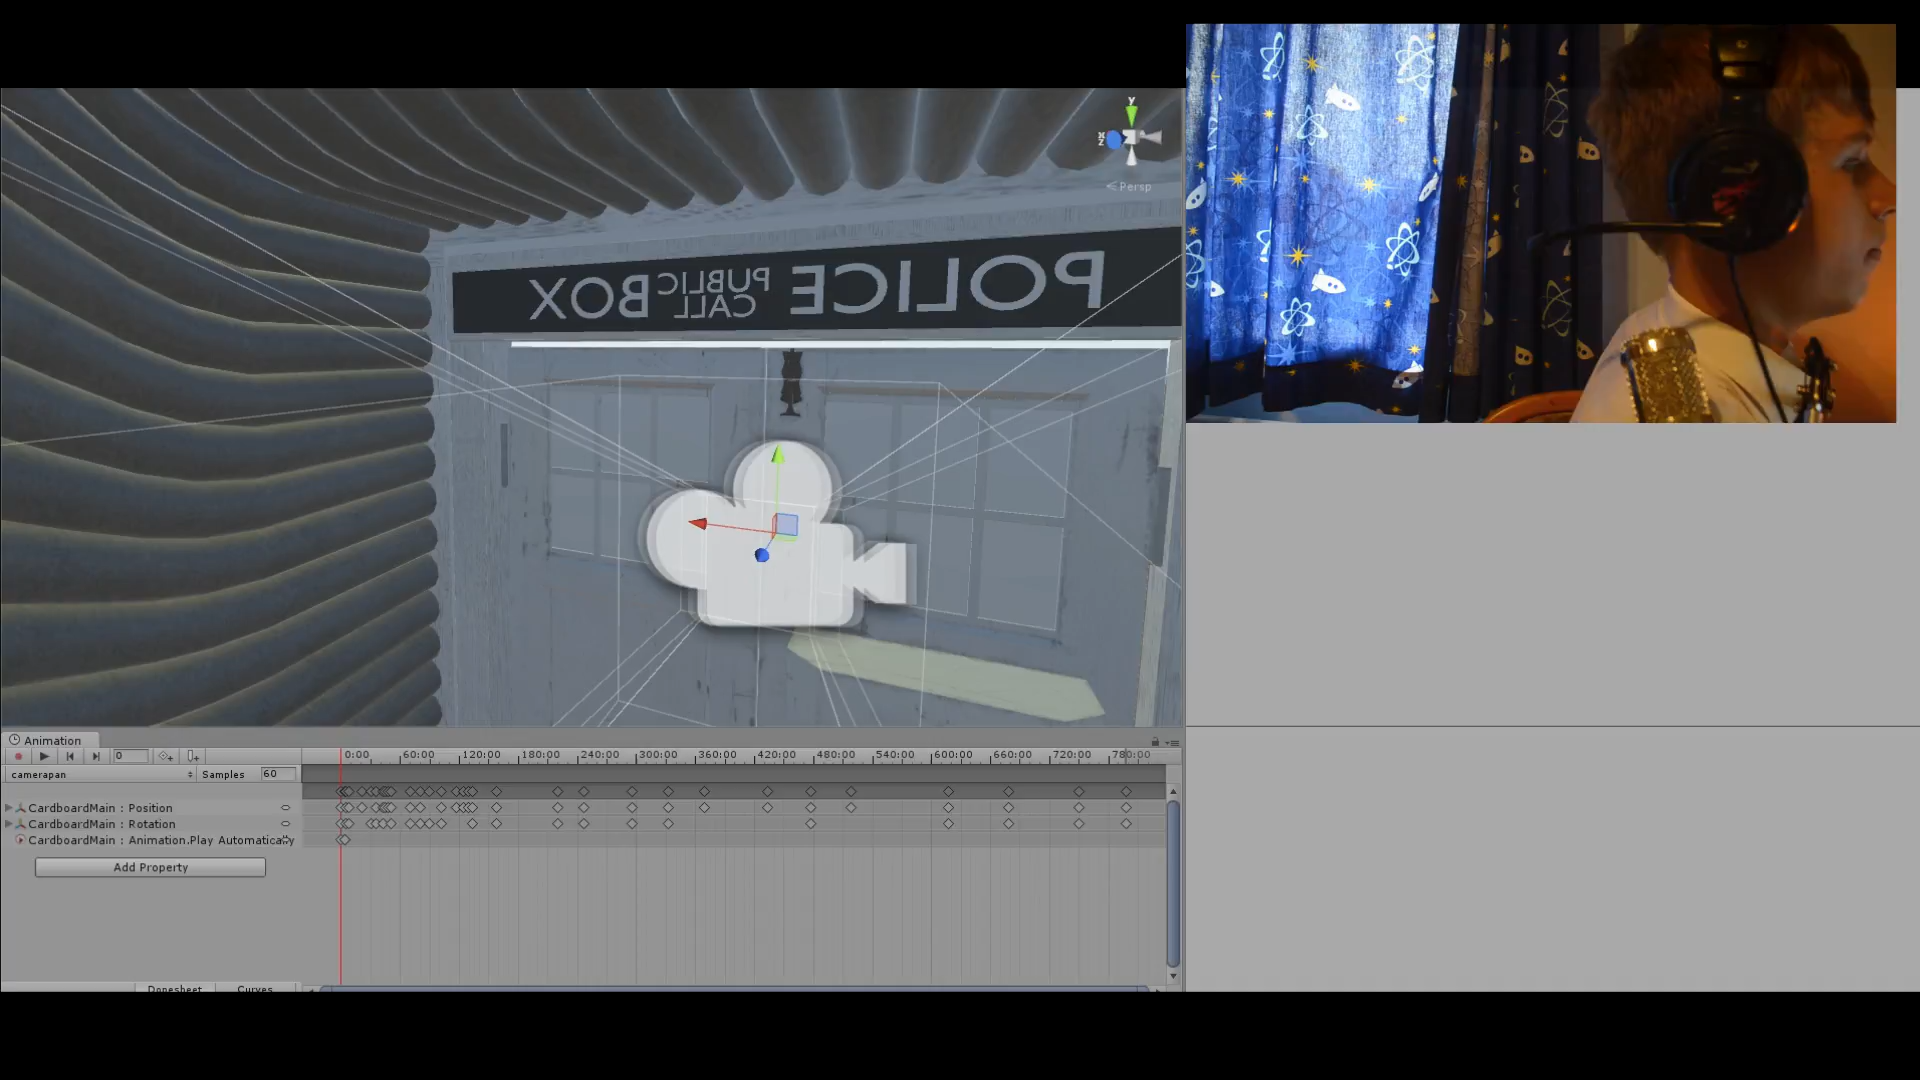 y
x
z
Persp
POLICE PUBLIC CALL BOX
Animation
0
0:00 60:00 120:00 180:00 240:00 300:00 360:00 420:00 480:00 540:00 600:00 660:00 720:00 780:00
camerapan Samples 60
CardboardMain : Position
CardboardMain : Rotation
CardboardMain : Animation.Play Automatically
Add Property
Dopesheet Curves